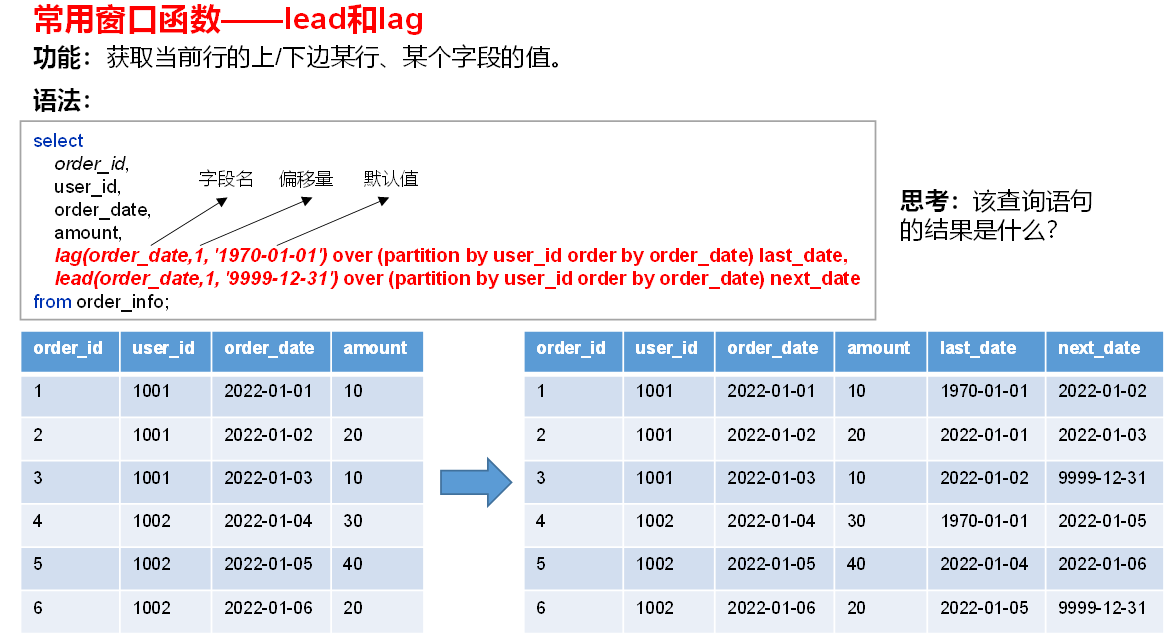 常用窗口函数——lead和lag
功能：获取当前行的上/下边某行、某个字段的值。
语法：
select
order_id,
user_id,
order_date,
amount,
字段名 偏移量 默认值
lag(order_date,1, '1970-01-01') over (partition by user_id order by order_date) last_date,
lead(order_date,1, '9999-12-31') over (partition by user_id order by order_date) next_date
from order_info;
思考：该查询语句
的结果是什么？
order_id user_id order_date amount
1 1001 2022-01-01 10
2 1001 2022-01-02 20
3 1001 2022-01-03 10
4 1002 2022-01-04 30
5 1002 2022-01-05 40
6 1002 2022-01-06 20
order_id user_id order_date amount last_date next_date
1 1001 2022-01-01 10 1970-01-01 2022-01-02
2 1001 2022-01-02 20 2022-01-01 2022-01-03
3 1001 2022-01-03 10 2022-01-02 9999-12-31
4 1002 2022-01-04 30 1970-01-01 2022-01-05
5 1002 2022-01-05 40 2022-01-04 2022-01-06
6 1002 2022-01-06 20 2022-01-05 9999-12-31